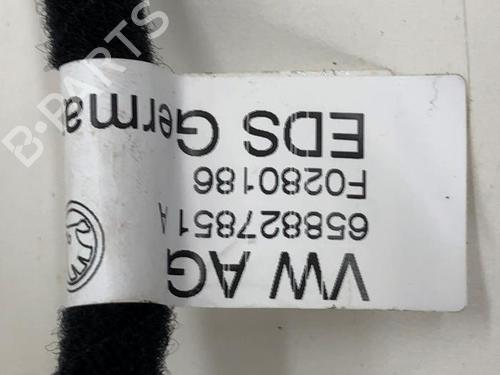 VW AG
658827851 A
F0280186
EDS Germa
B-PARTS